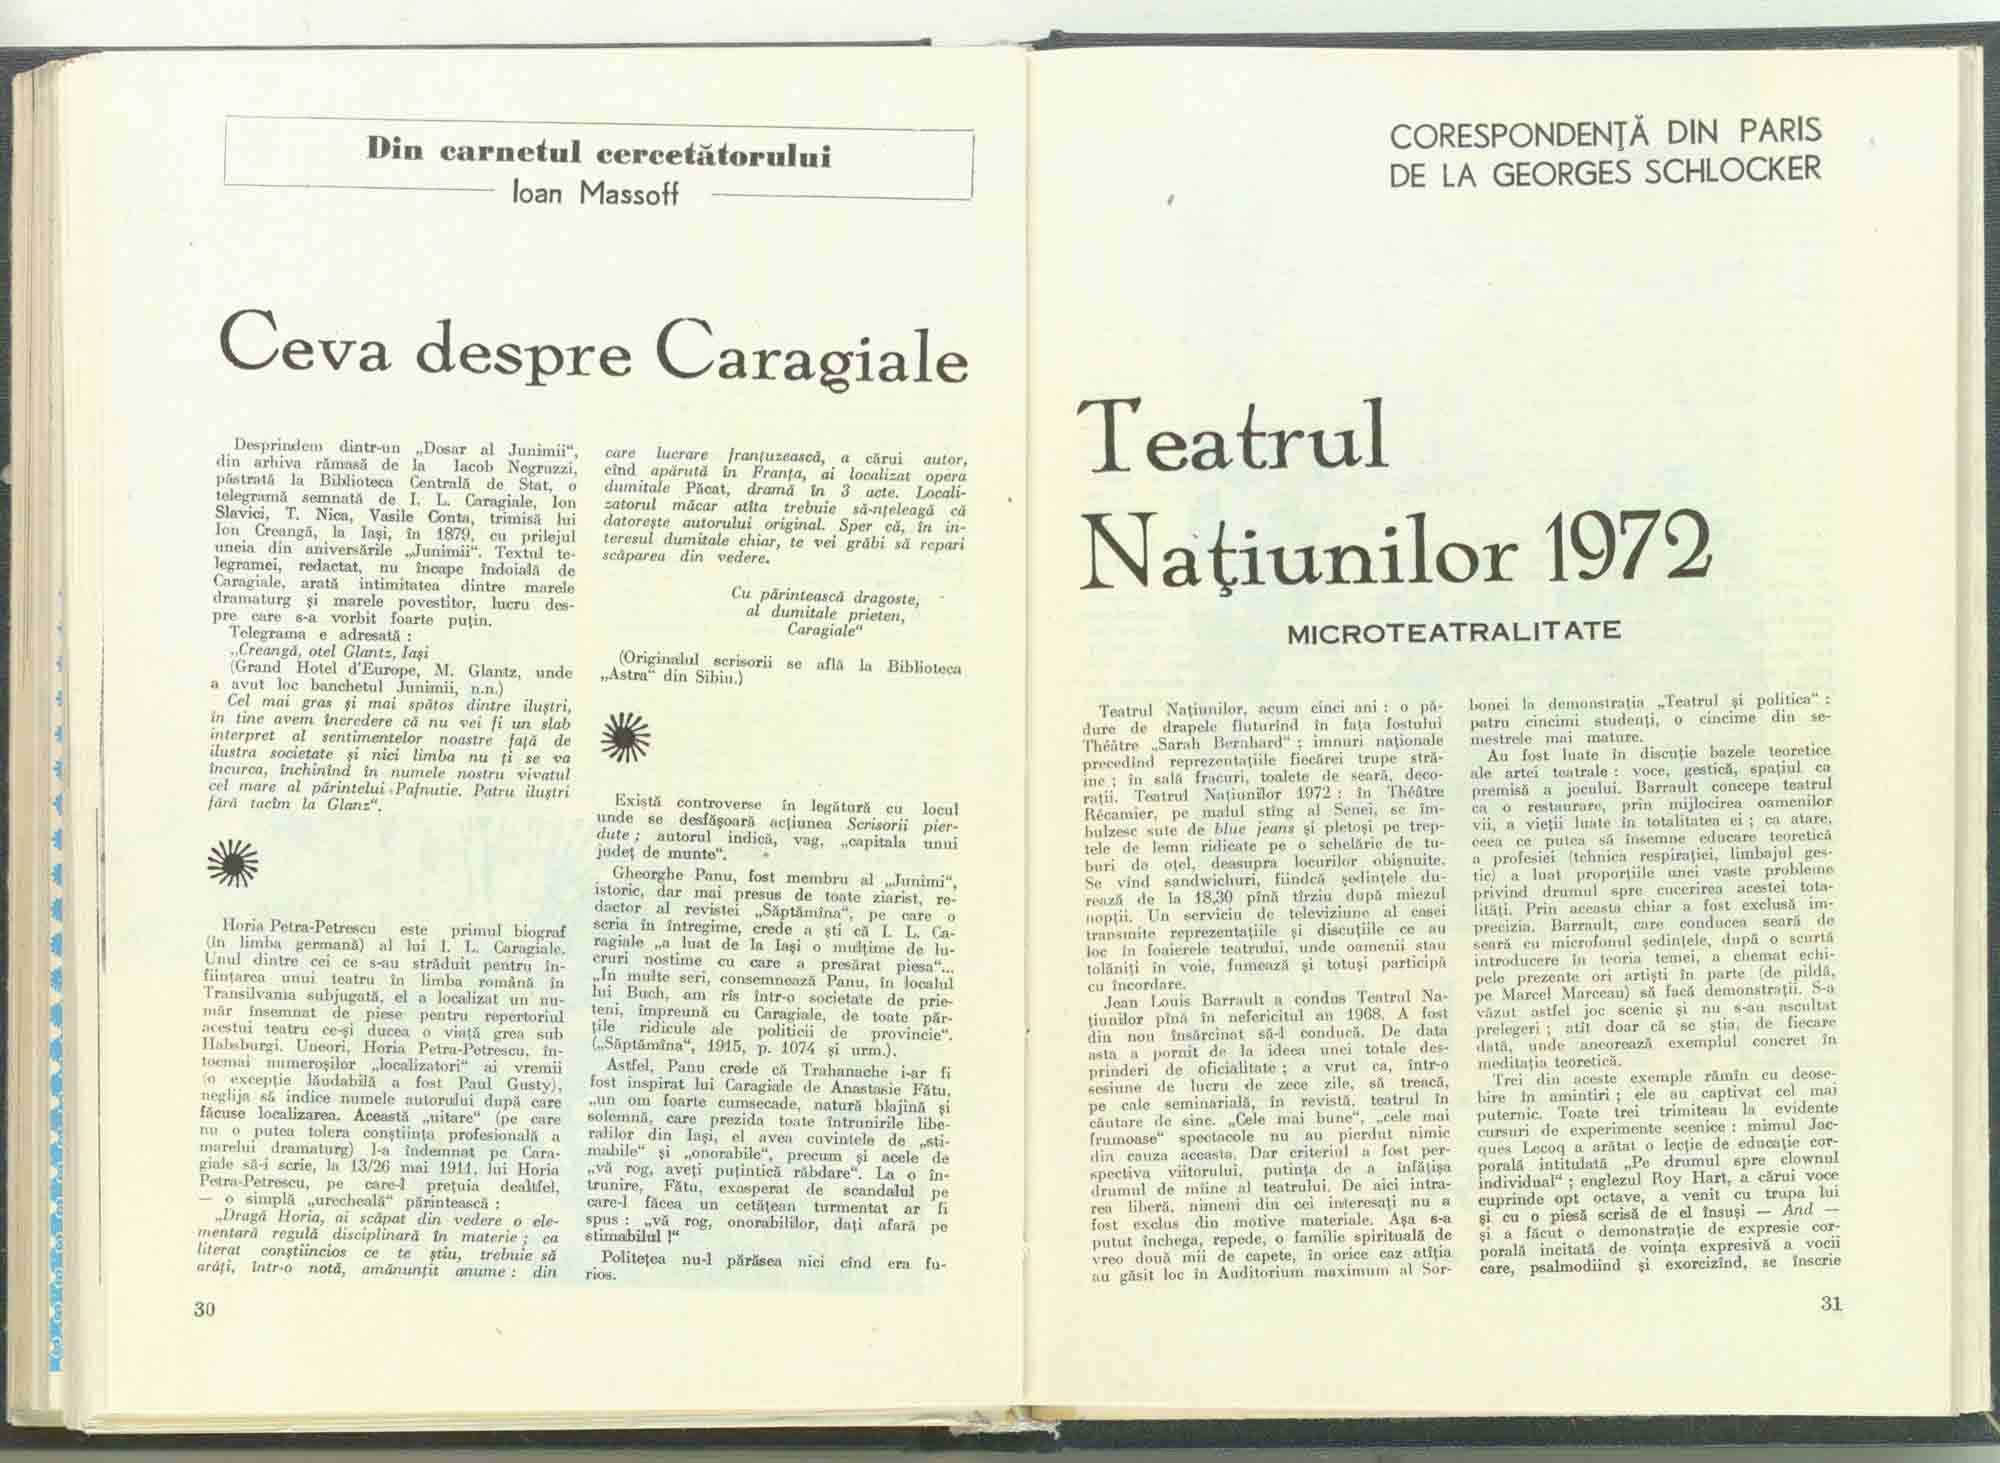 Din carnetul cercetătorului
Ioan Massoff
Ceva despre Caragiale
Desprindem dintr-un „Dosar al Junimii“,
din arhiva rămasă de la Iacob Negruzzi,
păstrată la Biblioteca Centrală de Stat, o
telegramă semnată de I. L. Caragiale, Ion
Slavici, T. Nica, Vasile Conta, trimisă lui
Ion Creangă, la Iaşi, în 1879, cu prilejul
uneia din aniversările „Junimii“. Textul te-
legramei, redactat, nu încape îndoială de
Caragiale, arată intimitatea dintre marele
dramaturg şi marele povestitor, lucru des-
pre care s-a vorbit foarte puţin.
Telegrama e adresată :
„Creangă, otel Glantz, Iaşi
(Grand Hotel d'Europe, M. Glantz, unde
a avut loc banchetul Junimii, n.n.)
Cel mai gras şi mai spătos dintre iluştri,
în tine avem încredere că nu vei fi un slab
interpret al sentimentelor noastre faţă de
ilustra societate şi nici limba nu ţi se va
încurca, închinînd în numele nostru vivatul
cel mare al părintelui Pafnutie. Patru iluştri
fără tacîm la Glanz“.
Horia Petra-Petrescu este primul biograf
(în limba germană) al lui I. L. Caragiale.
Unul dintre cei ce s-au străduit pentru în-
fiinţarea unui teatru în limba română în
Transilvania subjugată, el a localizat un nu-
măr însemnat de piese pentru repertoriul
acestui teatru ce-şi ducea o viaţă grea sub
Habsburgi. Uneori, Horia Petra-Petrescu, în-
tocmai numeroşilor „localizatori“ ai vremii
(o excepţie lăudabilă a fost Paul Gusty),
neglija să indice numele autorului după care
făcuse localizarea. Această „uitare“ (pe care
nu o putea tolera conştiinţa profesională a
marelui dramaturg) l-a îndemnat pe Cara-
giale să-i scrie, la 13/26 mai 1911, lui Horia
Petra-Petrescu, pe care-l preţuia dealtfel,
— o simplă „urecheală“ părintească :
„Dragă Horia, ai scăpat din vedere o ele-
mentară regulă disciplinară în materie ; ca
literat conştiincios ce te ştiu, trebuie să
arăţi, într-o notă, amănunţit anume : din
care lucrare franţuzească, a cărui autor,
cînd apărută în Franţa, ai localizat opera
dumitale Păcat, dramă în 3 acte. Locali-
zatorul măcar atîta trebuie să-nţeleagă că
datoreşte autorului original. Sper că, în in-
teresul dumitale chiar, te vei grăbi să repari
scăparea din vedere.
Cu părintească dragoste,
al dumitale prieten,
Caragiale“
(Originalul scrisorii se află la Biblioteca
„Astra“ din Sibiu.)
Există controverse în legătură cu locul
unde se desfăşoară acţiunea Scrisorii pier-
dute ; autorul indică, vag, „capitala unui
judeţ de munte“.
Gheorghe Panu, fost membru al „Junimi“,
istoric, dar mai presus de toate ziarist, re-
dactor al revistei „Săptămîna“, pe care o
scria în întregime, crede a şti că I. L. Ca-
ragiale „a luat de la Iaşi o mulţime de lu-
cruri nostime cu care a presărat piesa“...
„In multe seri, consemnează Panu, în localul
lui Buch, am rîs într-o societate de prie-
teni, împreună cu Caragiale, de toate păr-
ţile ridicule ale politicii de provincie“.
(„Săptămîna“, 1915, p. 1074 şi urm.).
Astfel, Panu crede că Trahanache i-ar fi
fost inspirat lui Caragiale de Anastasie Fătu,
„un om foarte cumsecade, natură blajină şi
solemnă, care prezida toate întrunirile libe-
ralilor din Iaşi, el avea cuvintele de „sti-
mabile“ şi „onorabile“, precum şi acele de
„vă rog, aveţi puţintică răbdare“. La o în-
trunire, Fătu, exasperat de scandalul pe
care-l făcea un cetăţean turmentat ar fi
spus : „vă rog, onorabililor, daţi afară pe
stimabilul !“
Politeţea nu-l părăsea nici cînd era fu-
rios.
30
CORESPONDENŢĂ DIN PARIS
DE LA GEORGES SCHLOCKER
Teatrul
Naţiunilor 1972
MICROTEATRALITATE
Teatrul Naţiunilor, acum cinci ani : o pă-
dure de drapele fluturînd în faţa fostului
Théâtre „Sarah Bernhard“ ; imnuri naţionale
precedînd reprezentaţiile fiecărei trupe stră-
ine ; în sală fracuri, toalete de seară, deco-
raţii. Teatrul Naţiunilor 1972 : în Théâtre
Récamier, pe malul stîng al Senei, se îm-
bulzesc sute de blue jeans şi pletoşi pe trep-
tele de lemn ridicate pe o schelărie de tu-
buri de oţel, deasupra locurilor obişnuite.
Se vînd sandwichuri, fiindcă şedinţele du-
rează de la 18,30 pînă tîrziu după miezul
nopţii. Un serviciu de televiziune al casei
transmite reprezentaţiile şi discuţiile ce au
loc în foaierele teatrului, unde oamenii stau
tolăniţi în voie, fumează şi totuşi participă
cu încordare.
Jean Louis Barrault a condus Teatrul Na-
ţiunilor pînă în nefericitul an 1968. A fost
din nou însărcinat să-l conducă. De data
asta a pornit de la ideea unei totale des-
prinderi de oficialitate ; a vrut ca, într-o
sesiune de lucru de zece zile, să treacă,
pe cale seminarială, în revistă, teatrul în
căutare de sine. „Cele mai bune“, „cele mai
frumoase“ spectacole nu au pierdut nimic
din cauza aceasta. Dar criteriul a fost per-
spectiva viitorului, putinţa de a înfăţişa
drumul de mîine al teatrului. De aici intra-
rea liberă, nimeni din cei interesaţi nu a
fost exclus din motive materiale. Aşa s-a
putut închega, repede, o familie spirituală de
vreo două mii de capete, în orice caz atîţia
au găsit loc în Auditorium maximum al Sor-
bonei la demonstraţia „Teatrul şi politica“ :
patru cincimi studenţi, o cincime din se-
mestrele mai mature.
Au fost luate în discuţie bazele teoretice
ale artei teatrale : voce, gestică, spaţiul ca
premisă a jocului. Barrault concepe teatrul
ca o restaurare, prin mijlocirea oamenilor
vii, a vieţii luate în totalitatea ei ; ca atare,
ceea ce putea să însemne educare teoretică
a profesiei (tehnica respiraţiei, limbajul ges-
tic) a luat proporţiile unei vaste probleme
privind drumul spre cucerirea acestei tota-
lităţi. Prin aceasta chiar a fost exclusă im-
precizia. Barrault, care conducea seară de
seară cu microfonul şedinţele, după o scurtă
introducere în teoria temei, a chemat echi-
pele prezente ori artişti în parte (de pildă,
pe Marcel Marceau) să facă demonstraţii. S-a
văzut astfel joc scenic şi nu s-au ascultat
prelegeri ; atît doar că se ştia, de fiecare
dată, unde ancorează exemplul concret în
meditaţia teoretică.
Trei din aceste exemple rămîn cu deose-
bire în amintiri ; ele au captivat cel mai
puternic. Toate trei trimiteau la evidente
cursuri de experimente scenice : mimul Jac-
ques Lecoq a arătat o lecţie de educaţie cor-
porală intitulată „Pe drumul spre clownul
individual“ ; englezul Roy Hart, a cărui voce
cuprinde opt octave, a venit cu trupa lui
şi cu o piesă scrisă de el însuşi — And —
şi a făcut o demonstraţie de expresie cor-
porală incitată de voinţa expresivă a vocii
care, psalmodiind şi exorcizînd, se înscrie
31